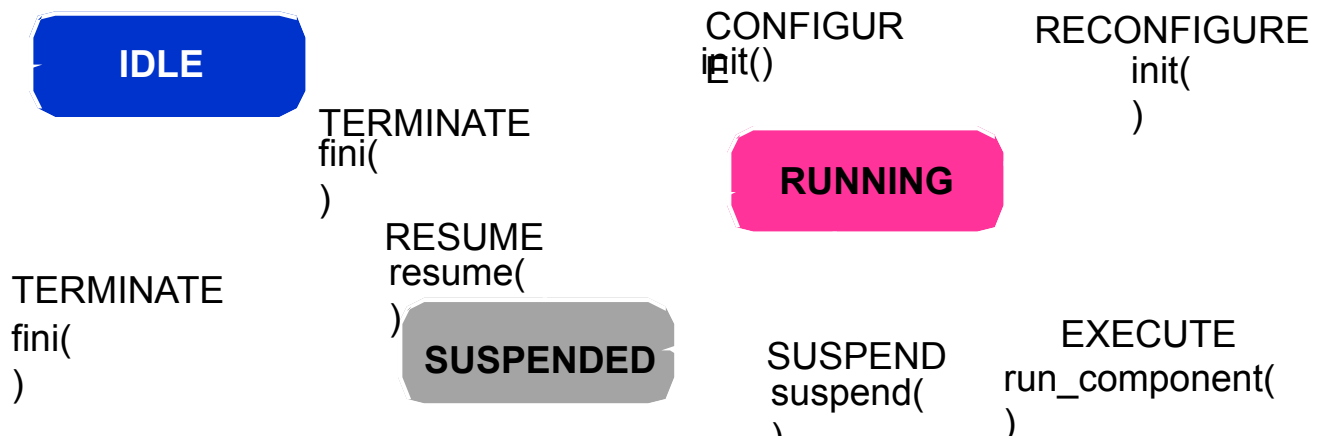 IDLE
TERMINATE
fini(
)
CONFIGUR
E
init()
RECONFIGURE
init(
)
RUNNING
RESUME
resume(
)
TERMINATE
fini(
)
SUSPENDED
SUSPEND
suspend(
)
EXECUTE
run_component(
)